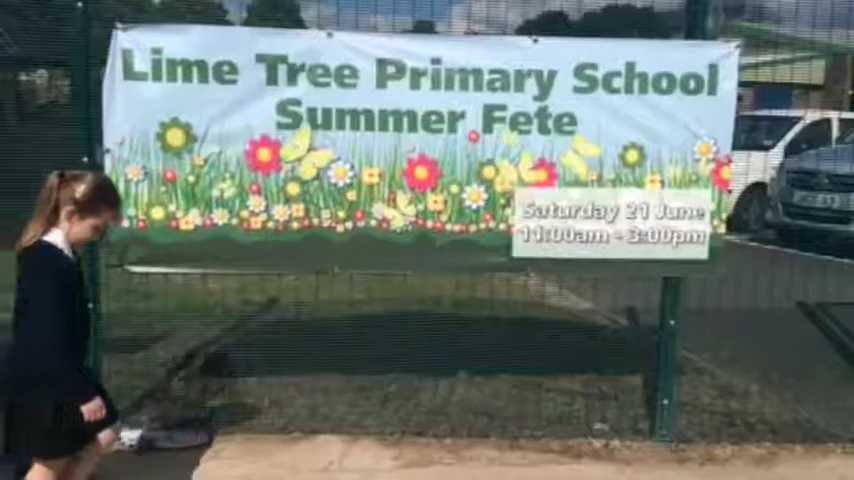 Lime Tree Primary School
Summer Fete
Saturday 21 June
11:00am - 3:00pm